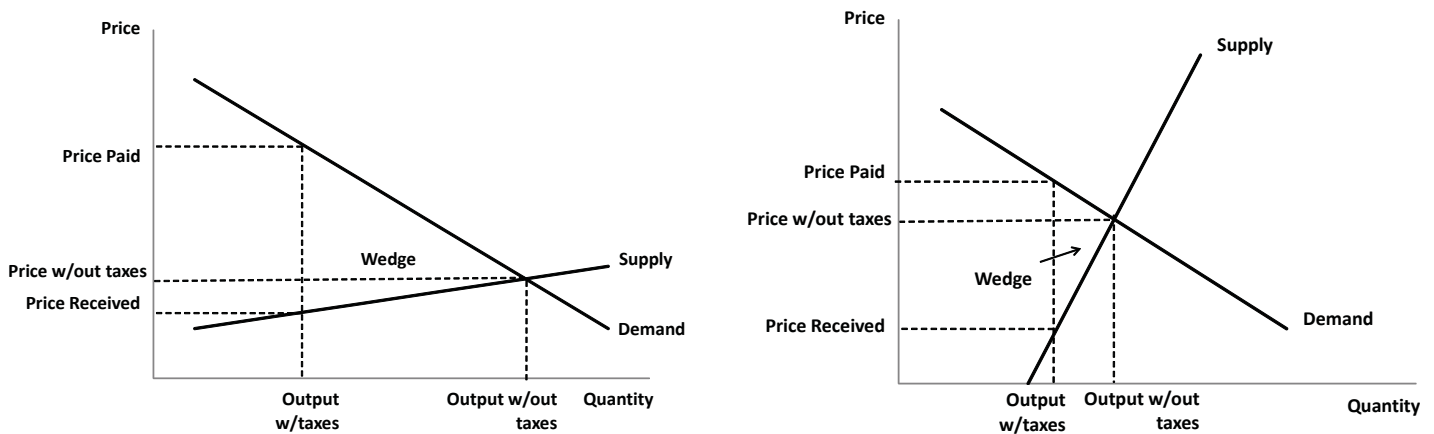 Price
Price Paid
Price w/out taxes
Price Received
Wedge
Supply
Demand
Output
w/taxes
Output w/out
taxes
Quantity
Price
Supply
Price Paid
Price w/out taxes
Wedge
Price Received
Demand
Output
w/taxes
Output w/out
taxes
Quantity